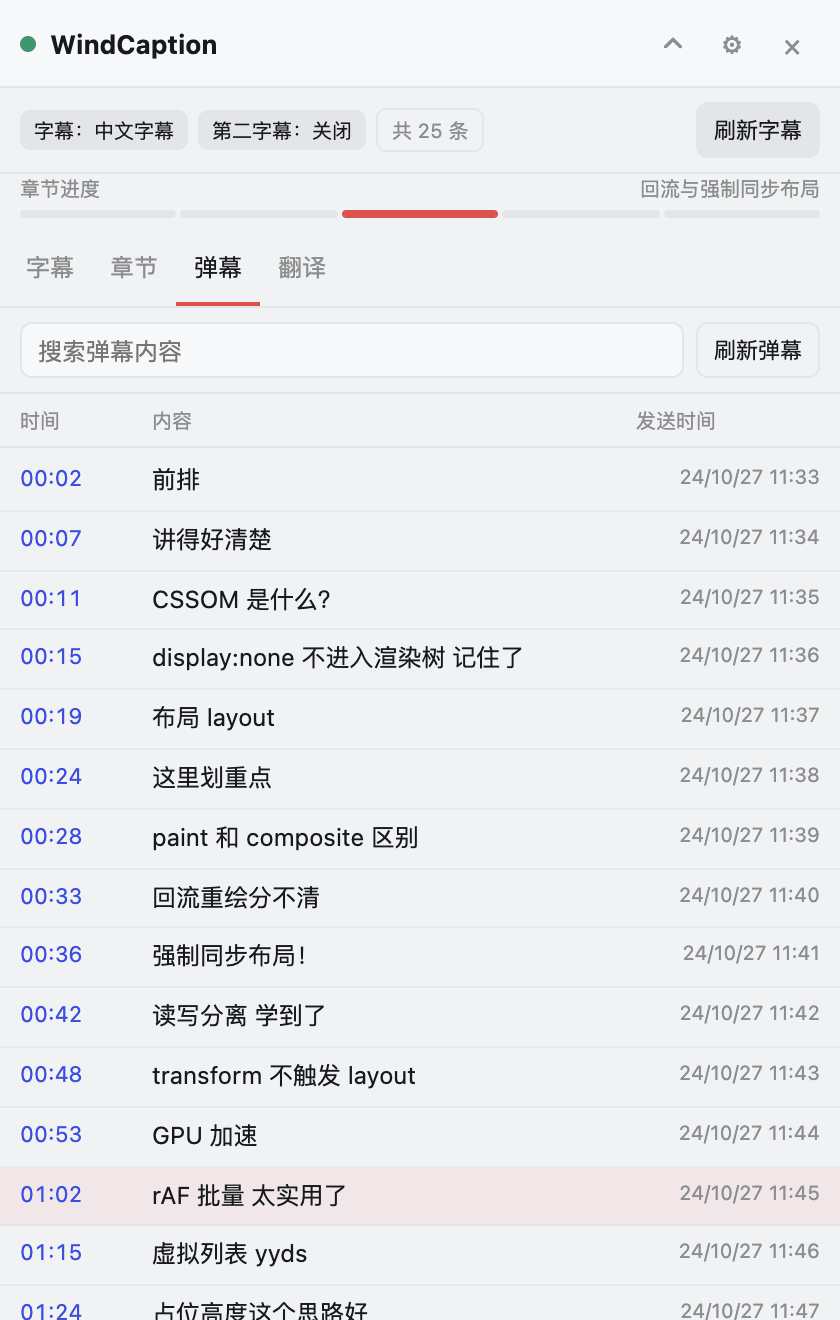 WindCaption
字幕：中文字幕 第二字幕：关闭 共 25 条 刷新字幕
章节进度 回流与强制同步布局
字幕 章节 弹幕 翻译
搜索弹幕内容 刷新弹幕
时间 内容 发送时间
00:02 前排 24/10/27 11:33
00:07 讲得好清楚 24/10/27 11:34
00:11 CSSOM 是什么? 24/10/27 11:35
00:15 display:none 不进入渲染树 记住了 24/10/27 11:36
00:19 布局 layout 24/10/27 11:37
00:24 这里划重点 24/10/27 11:38
00:28 paint 和 composite 区别 24/10/27 11:39
00:33 回流重绘分不清 24/10/27 11:40
00:36 强制同步布局! 24/10/27 11:41
00:42 读写分离 学到了 24/10/27 11:42
00:48 transform 不触发 layout 24/10/27 11:43
00:53 GPU 加速 24/10/27 11:44
01:02 rAF 批量 太实用了 24/10/27 11:45
01:15 虚拟列表 yyds 24/10/27 11:46
01:24 占位高度这个思路好 24/10/27 11:47